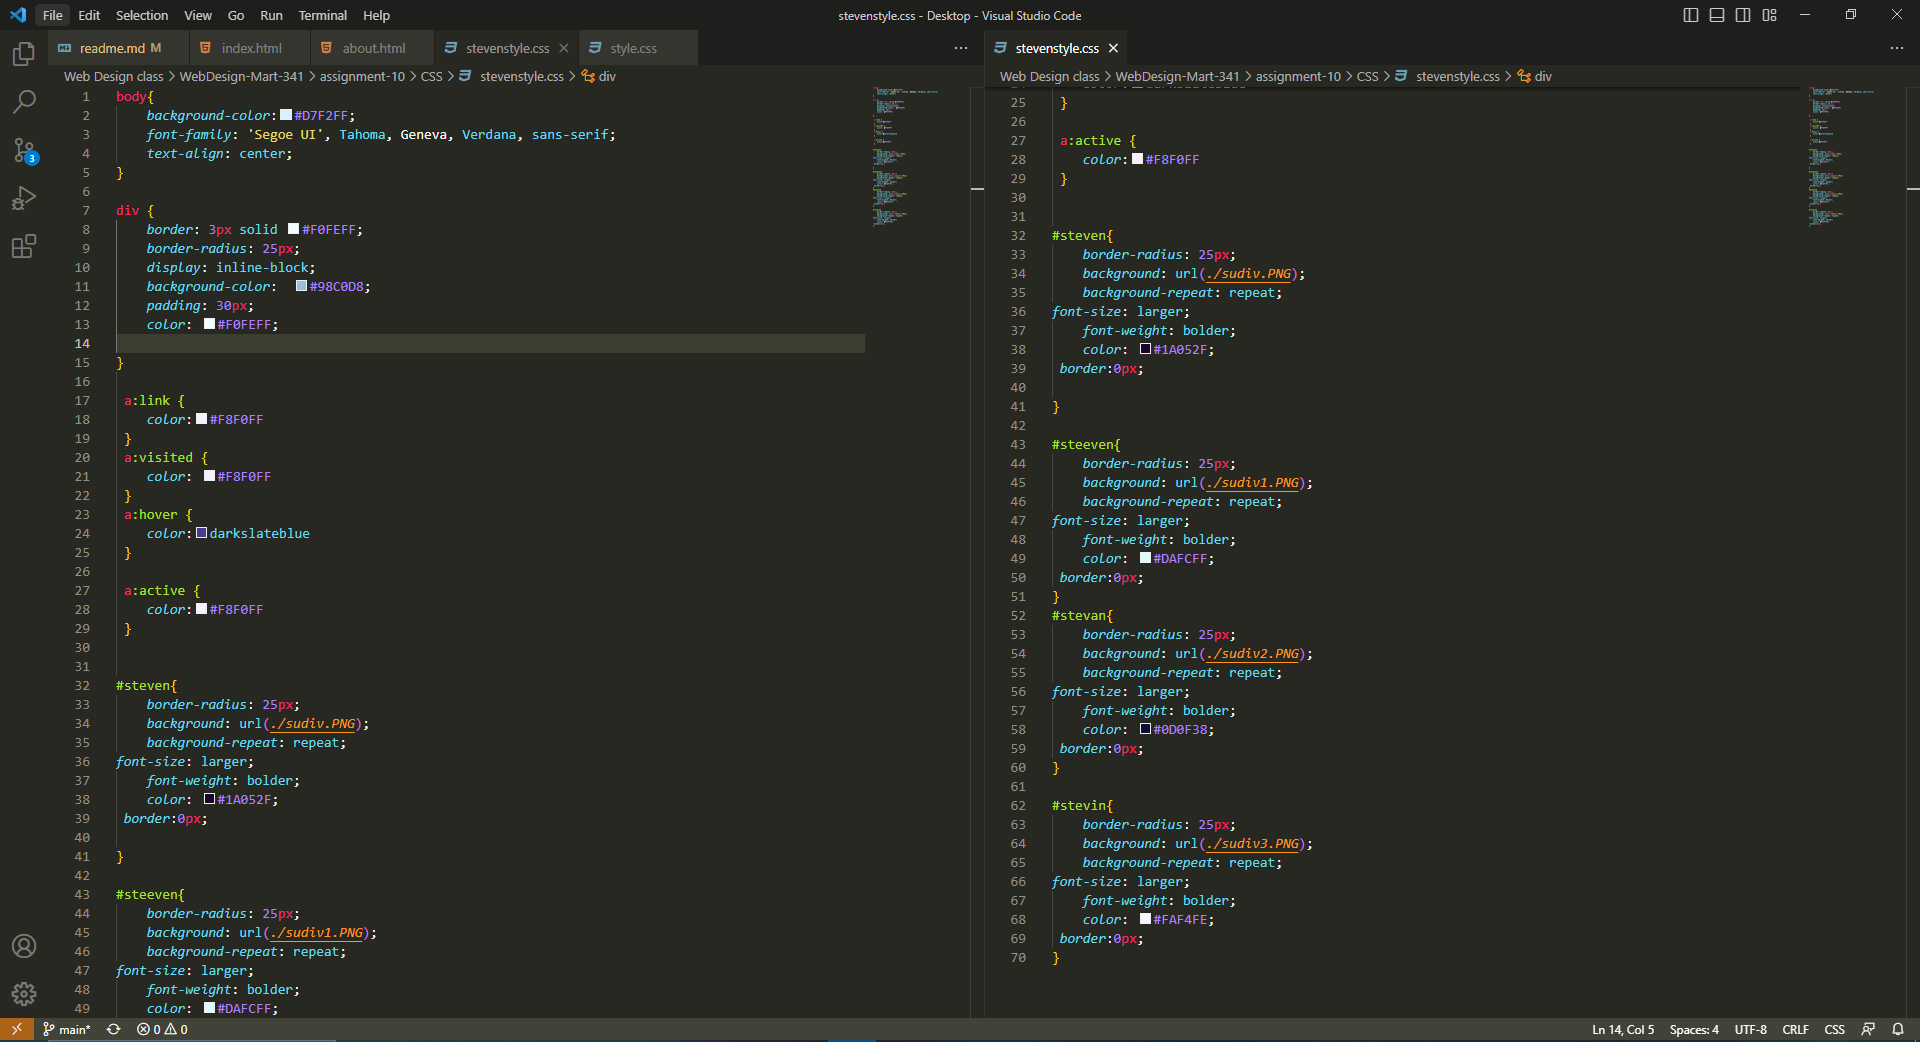 File Edit Selection View Go Run Terminal Help
stevenstyle.css - Desktop - Visual Studio Code
readme.md M
index.html
about.html
stevenstyle.css
style.css
Web Design class > WebDesign-Mart-341 > assignment-10 > CSS > stevenstyle.css > div
1 body{
2 background-color: #D7F2FF;
3 font-family: 'Segoe UI', Tahoma, Geneva, Verdana, sans-serif;
4 text-align: center;
5 }
6
7 div {
8 border: 3px solid #F0FEFF;
9 border-radius: 25px;
10 display: inline-block;
11 background-color: #98C0D8;
12 padding: 30px;
13 color: #F0FEFF;
14
15 }
16
17 a:link {
18 color: #F8F0FF
19 }
20 a:visited {
21 color: #F8F0FF
22 }
23 a:hover {
24 color: darkslateblue
25 }
26
27 a:active {
28 color: #F8F0FF
29 }
30
31
32 #steven{
33 border-radius: 25px;
34 background: url(./sudiv.PNG);
35 background-repeat: repeat;
36 font-size: larger;
37 font-weight: bolder;
38 color: #1A052F;
39 border:0px;
40
41 }
42
43 #steeven{
44 border-radius: 25px;
45 background: url(./sudiv1.PNG);
46 background-repeat: repeat;
47 font-size: larger;
48 font-weight: bolder;
49 color: #DAFCFF;
stevenstyle.css
Web Design class > WebDesign-Mart-341 > assignment-10 > CSS > stevenstyle.css > div
25 }
26
27 a:active {
28 color: #F8F0FF
29 }
30
31
32 #steven{
33 border-radius: 25px;
34 background: url(./sudiv.PNG);
35 background-repeat: repeat;
36 font-size: larger;
37 font-weight: bolder;
38 color: #1A052F;
39 border:0px;
40
41 }
42
43 #steeven{
44 border-radius: 25px;
45 background: url(./sudiv1.PNG);
46 background-repeat: repeat;
47 font-size: larger;
48 font-weight: bolder;
49 color: #DAFCFF;
50 border:0px;
51 }
52 #stevan{
53 border-radius: 25px;
54 background: url(./sudiv2.PNG);
55 background-repeat: repeat;
56 font-size: larger;
57 font-weight: bolder;
58 color: #0D0F38;
59 border:0px;
60 }
61
62 #stevin{
63 border-radius: 25px;
64 background: url(./sudiv3.PNG);
65 background-repeat: repeat;
66 font-size: larger;
67 font-weight: bolder;
68 color: #FAF4FE;
69 border:0px;
70 }
3
main* 0 0
Ln 14, Col 5 Spaces: 4 UTF-8 CRLF CSS